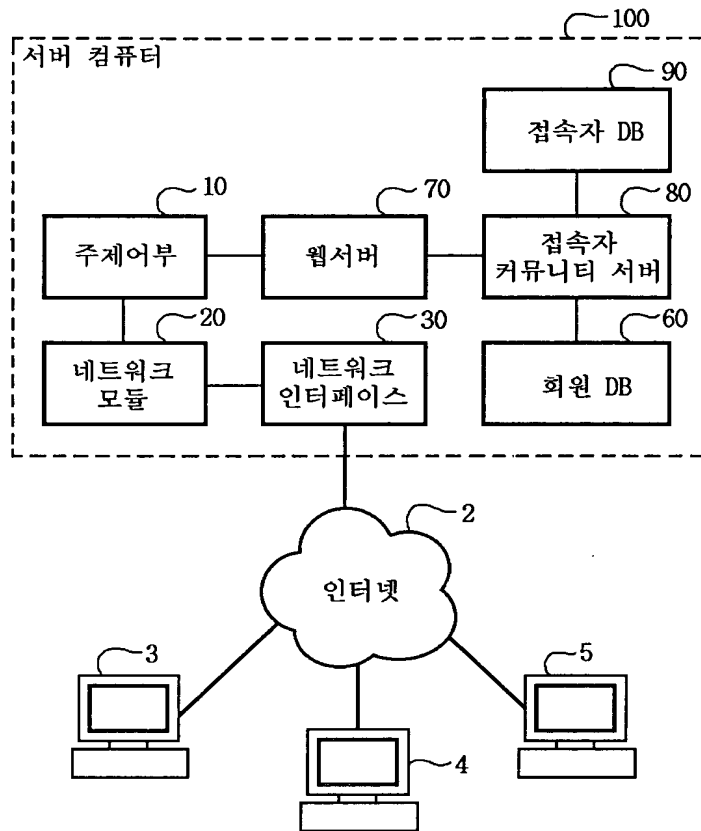 100
서버 컴퓨터
90
접속자 DB
10
70
80
주제어부
웹서버
접속자
커뮤니티 서버
20
30
60
네트워크
모듈
네트워크
인터페이스
회원 DB
2
인터넷
3
5
4